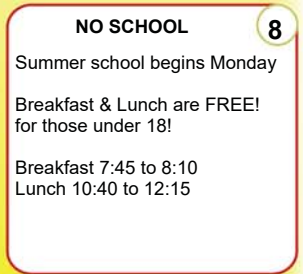 NO SCHOOL
8
Summer school begins Monday
Breakfast & Lunch are FREE!
for those under 18!
Breakfast 7:45 to 8:10
Lunch 10:40 to 12:15